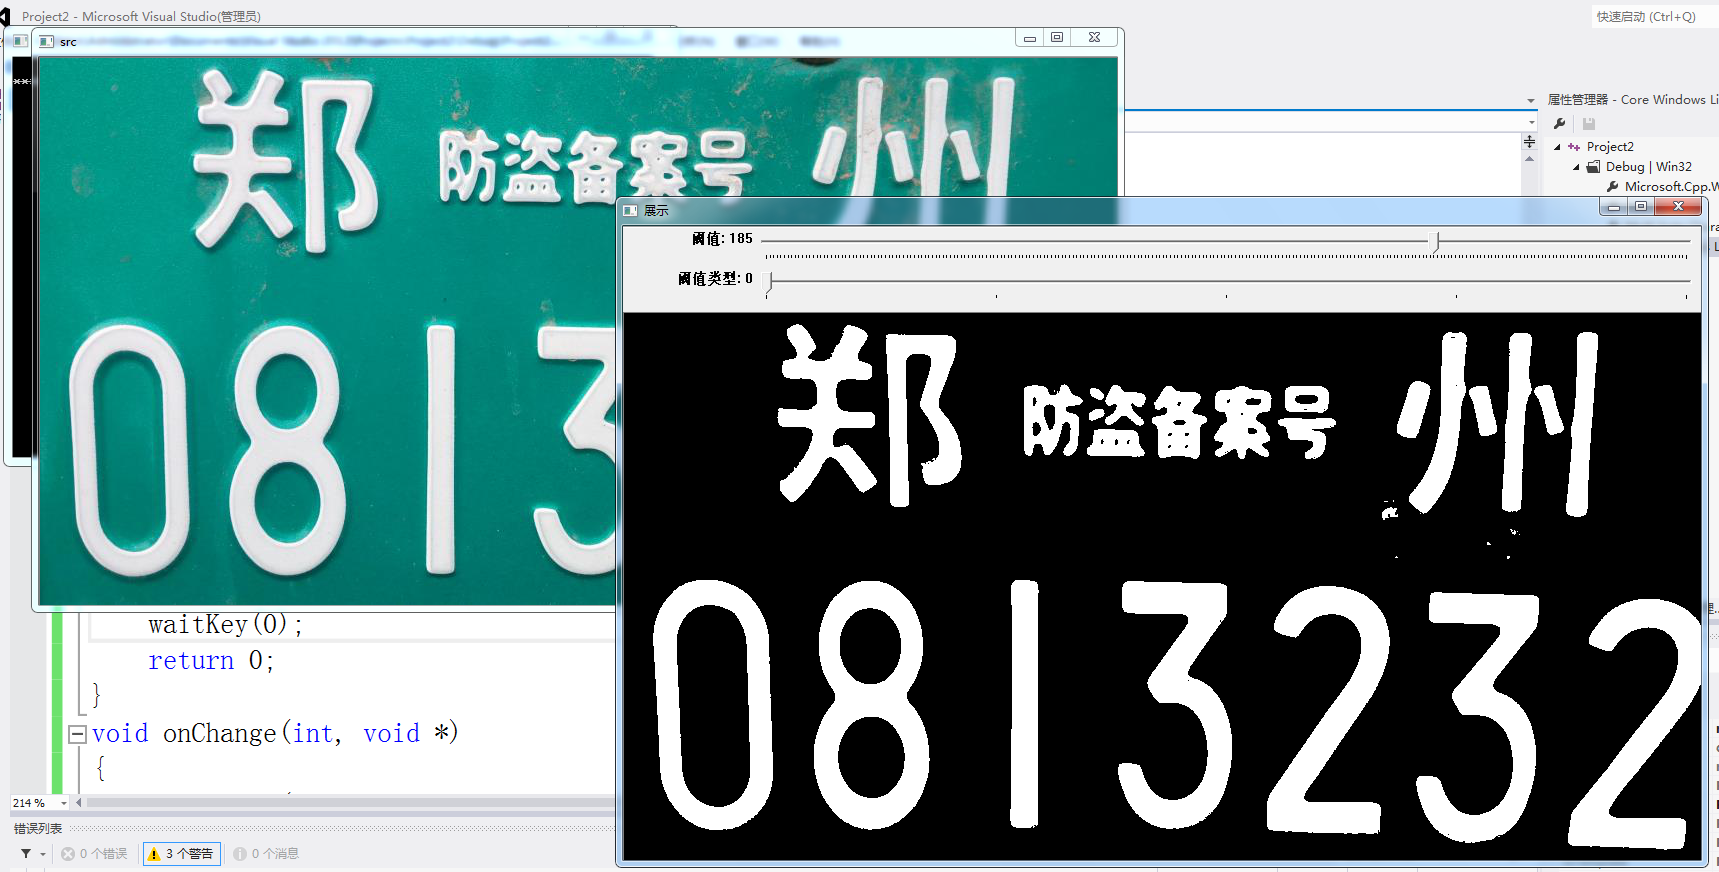 Project2 - Microsoft Visual Studio(管理员)
快速启动 (Ctrl+Q)
src
郑 防盗备案号 州
0813
属性管理器 - Core Windows Li
Project2
Debug | Win32
Microsoft.Cpp.W
展示
阈值: 185
阈值类型: 0
郑 防盗备案号 州
0813232
waitKey(0);
return 0;
}
void onChange(int, void *)
{
214 %
错误列表
0 个错误
3 个警告
0 个消息